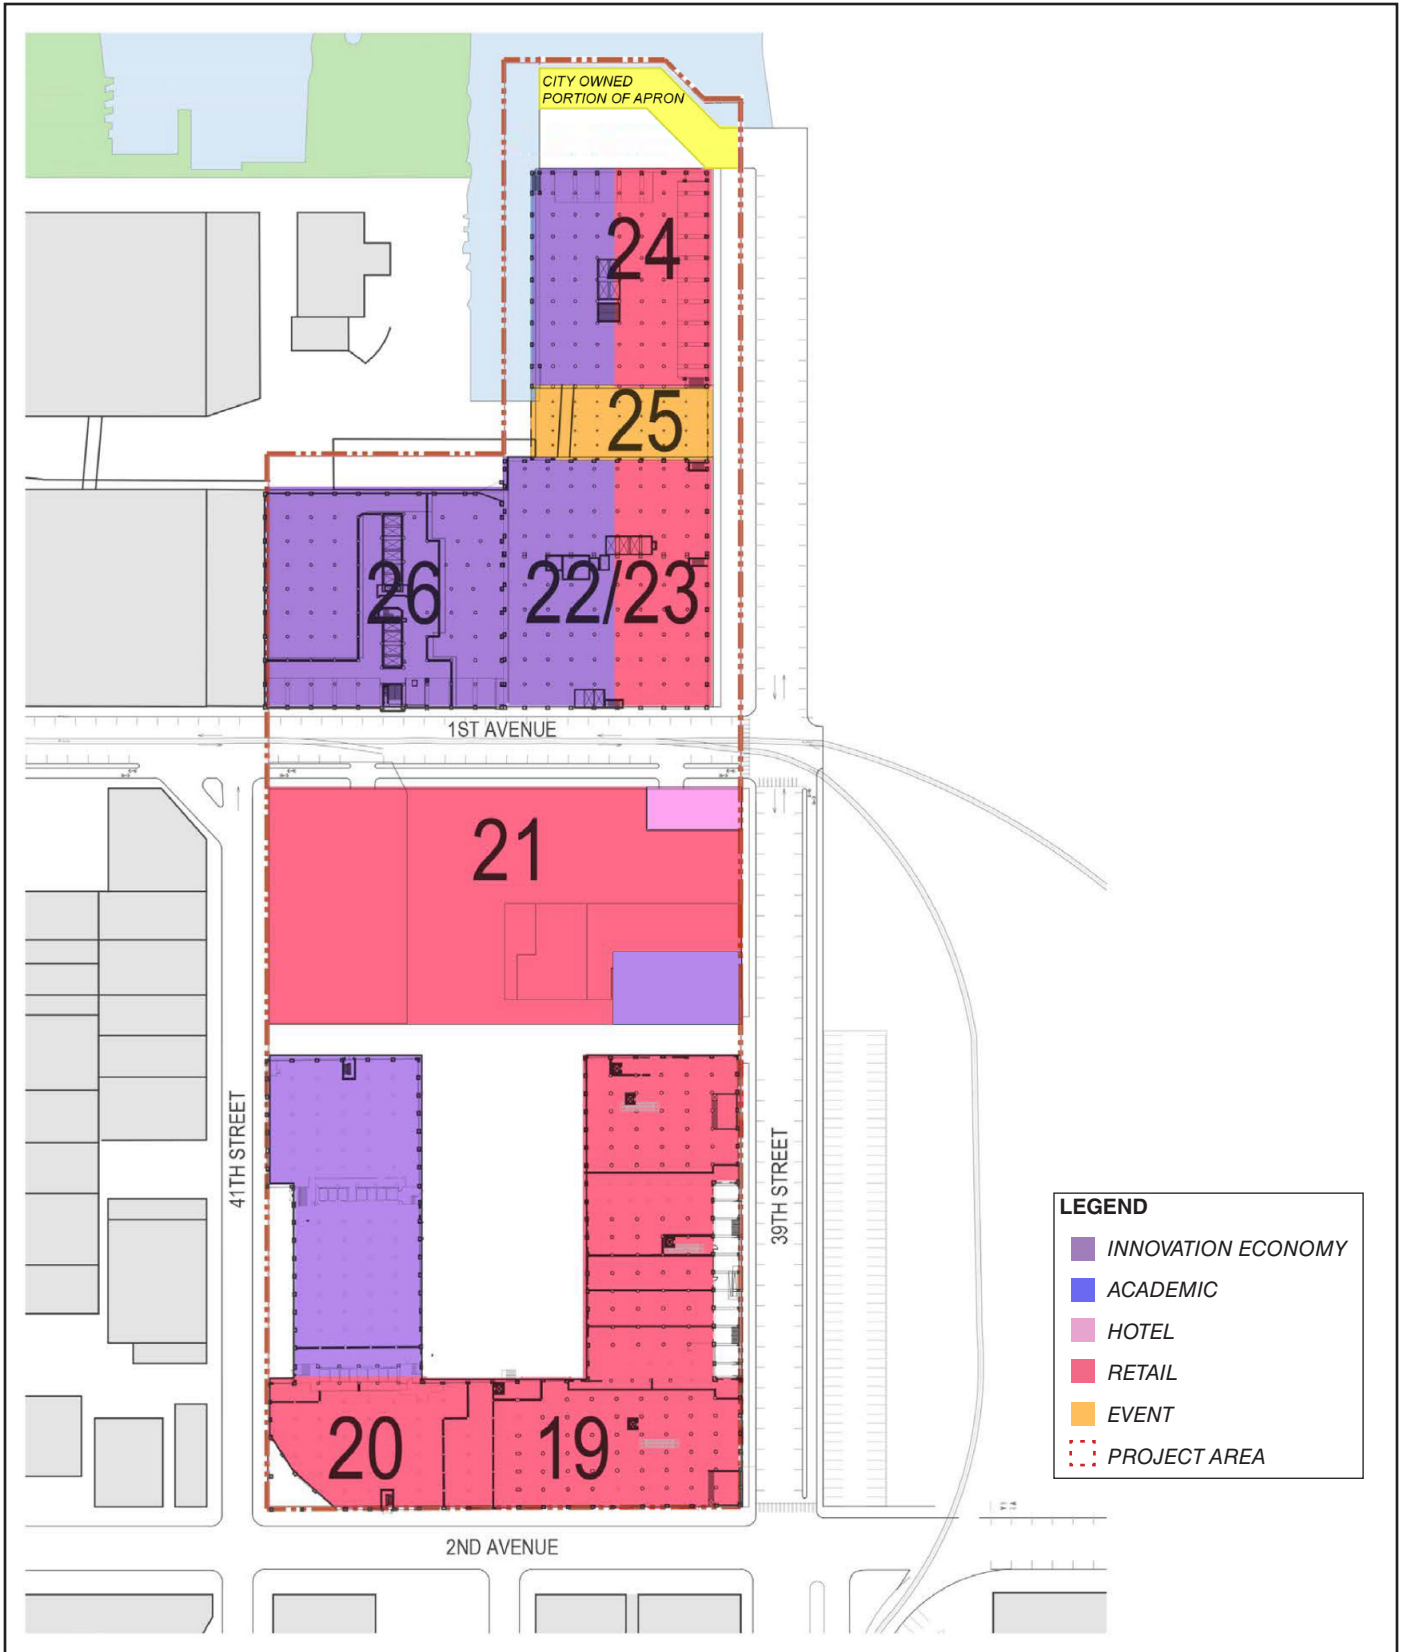 CITY OWNED
PORTION OF APRON
24
25
26
22/23
1ST AVENUE
21
41TH STREET
39TH STREET
LEGEND
INNOVATION ECONOMY
ACADEMIC
HOTEL
RETAIL
EVENT
PROJECT AREA
20
19
2ND AVENUE